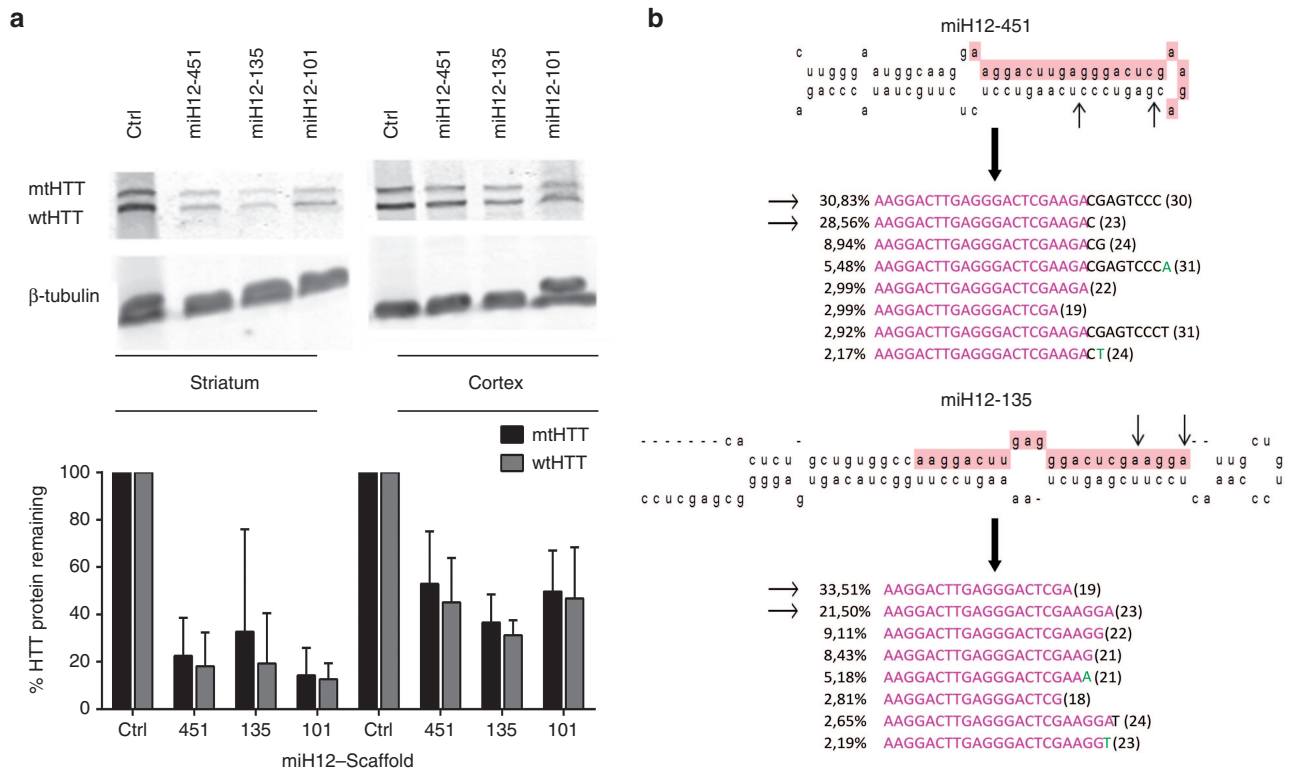 a
Ctrl
miH12-451
miH12-135
miH12-101
Ctrl
miH12-451
miH12-135
miH12-101
mtHTT
wtHTT
β-tubulin
Striatum
Cortex
mtHTT
wtHTT
100
80
60
40
20
0
% HTT protein remaining
Ctrl
451
135
101
Ctrl
451
135
101
miH12–Scaffold
b
miH12-451
c a ga a
uuggg auggcaag aggacuugagggacucg a
gaccc uaucguuc uccugaacucccugagc g
a a uc a
30,83% AAGGACTTGAGGGACTCGAAGACGAGTCCC (30)
28,56% AAGGACTTGAGGGACTCGAAGAC (23)
8,94% AAGGACTTGAGGGACTCGAAGACG (24)
5,48% AAGGACTTGAGGGACTCGAAGACGAGTCCCA (31)
2,99% AAGGACTTGAGGGACTCGAAGA (22)
2,99% AAGGACTTGAGGGACTCGA (19)
2,92% AAGGACTTGAGGGACTCGAAGACGAGTCCCT (31)
2,17% AAGGACTTGAGGGACTCGAAGACT (24)
miH12-135
-------ca - gag -- cu
cucu gcuguggccaaggacuu ggacucgaagga uug g
ggga ugacaucgguuccugaa ucugagcuuccu aac u
ccucgagcg g aa- ca cc
33,51% AAGGACTTGAGGGACTCGA (19)
21,50% AAGGACTTGAGGGACTCGAAGGA (23)
9,11% AAGGACTTGAGGGACTCGAAGG (22)
8,43% AAGGACTTGAGGGACTCGAAG (21)
5,18% AAGGACTTGAGGGACTCGAAA (21)
2,81% AAGGACTTGAGGGACTCG (18)
2,65% AAGGACTTGAGGGACTCGAAGGAT (24)
2,19% AAGGACTTGAGGGACTCGAAGGT (23)